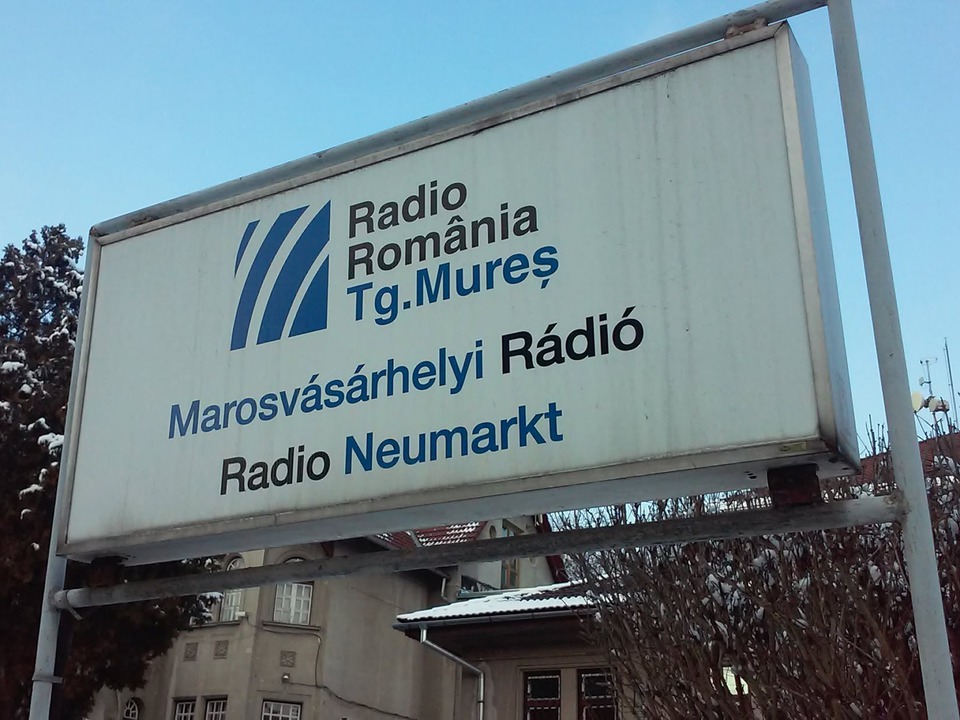 Radio
România
Tg.Mureș
Marosvásárhelyi Rádió
Radio Neumarkt